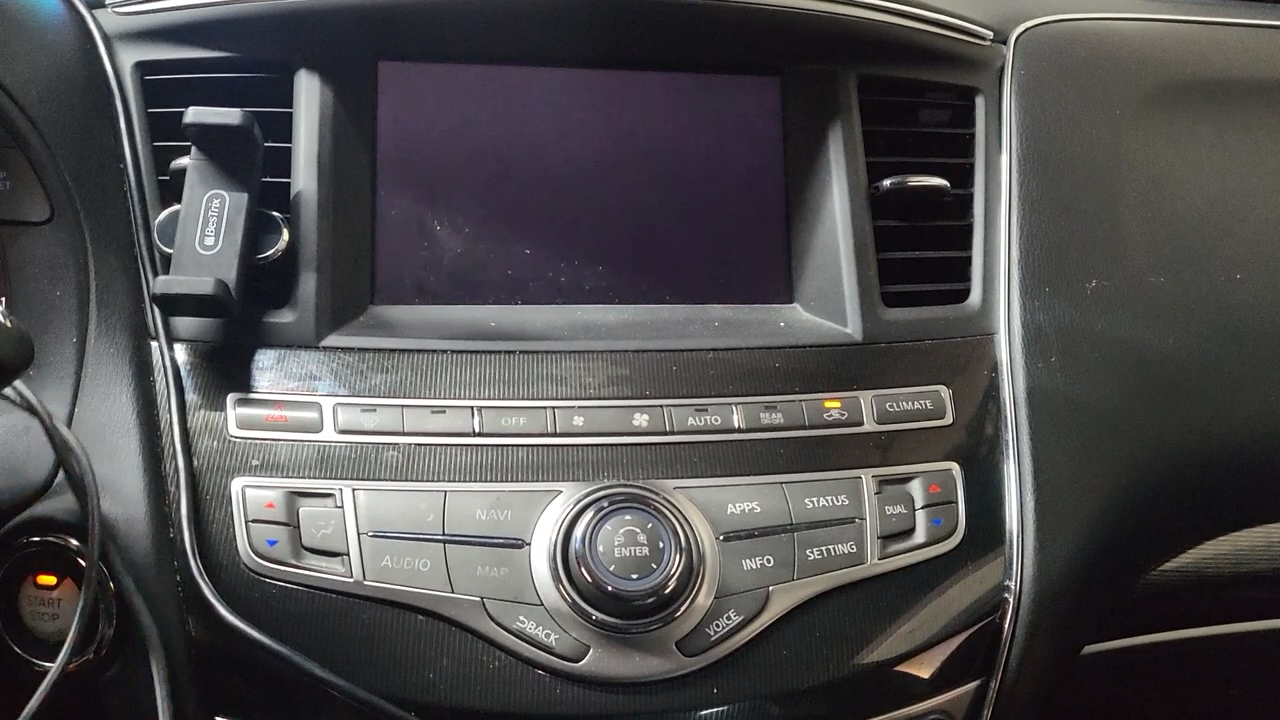 BesTrix
OFF
AUTO
REAR
ON•OFF
CLIMATE
NAVI
APPS
STATUS
DUAL
ENTER
AUDIO
MAP
INFO
SETTING
BACK
VOICE
START
STOP